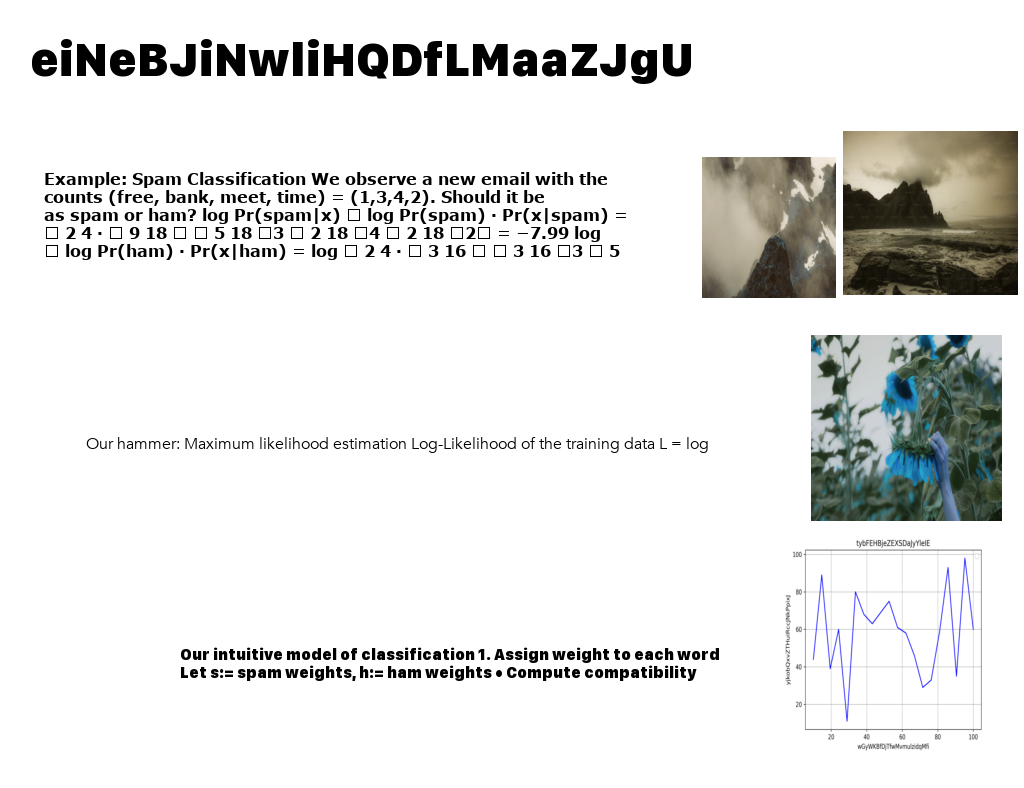 eiNeBJiNwliHQDfLMaaZJgU
Example: Spam Classification We observe a new email with the
counts (free, bank, meet, time) = (1,3,4,2). Should it be
as spam or ham? log Pr(spam|x) □ log Pr(spam) · Pr(x|spam) =
□ 2 4 · □ 9 18 □ □ 5 18 □3 □ 2 18 □4 □ 2 18 □2□ = −7.99 log
□ log Pr(ham) · Pr(x|ham) = log □ 2 4 · □ 3 16 □ □ 3 16 □3 □ 5
Our hammer: Maximum likelihood estimation Log-Likelihood of the training data L = log
Our intuitive model of classification 1. Assign weight to each word
Let s:= spam weights, h:= ham weights • Compute compatibility
100
80
60
40
20
20 40 60 80 100